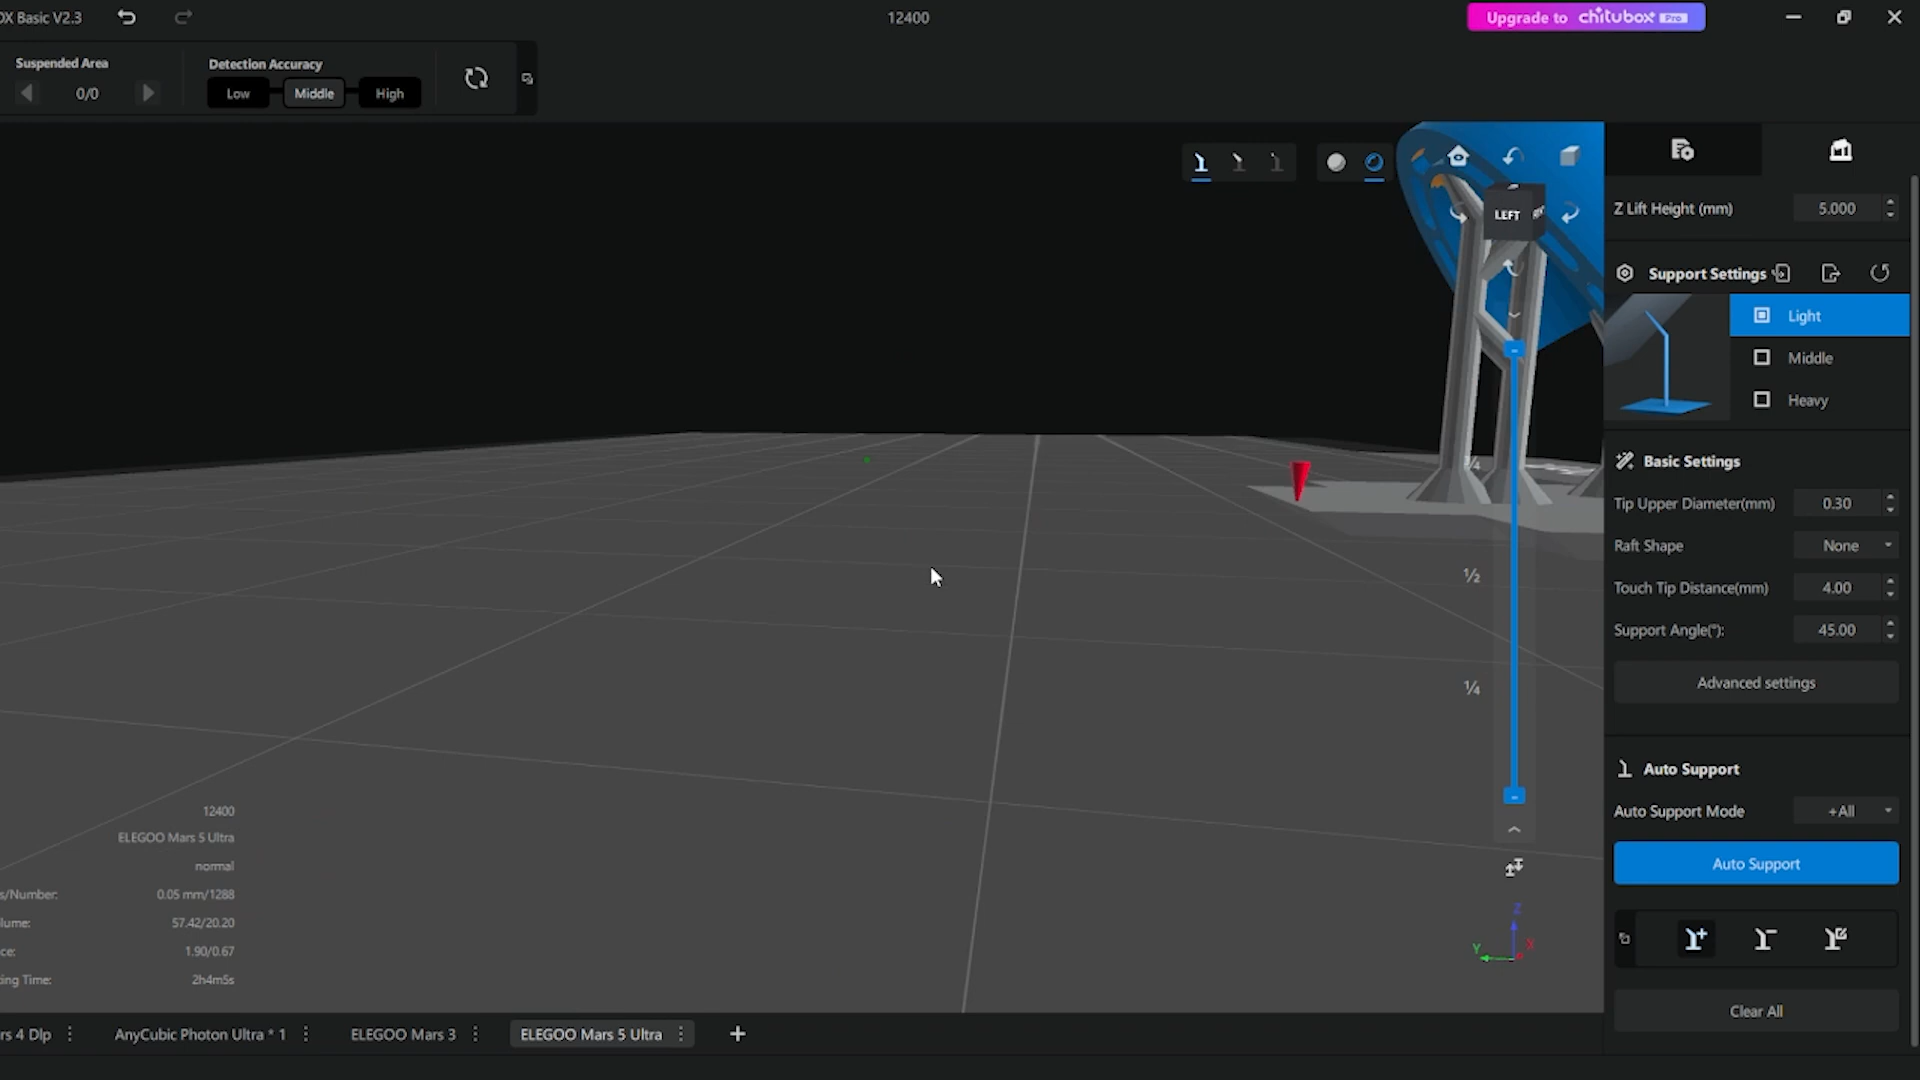 OX Basic V2.3
12400
Upgrade to chitubox Pro
Suspended Area
0/0
Detection Accuracy
Low
Middle
High
LEFT
Z Lift Height (mm)
5.000
Support Settings
Light
Middle
Heavy
Basic Settings
Tip Upper Diameter(mm)
0.30
Raft Shape
None
Touch Tip Distance(mm)
4.00
Support Angle(°):
45.00
Advanced settings
½
¼
Auto Support
Auto Support Mode
+All
Auto Support
Clear All
Z
Y
X
12400
ELEGOO Mars 5 Ultra
normal
s/Number:
0.05 mm/1288
lume:
57.42/20.20
ce:
1.90/0.67
ing Time:
2h4m5s
rs 4 Dlp
AnyCubic Photon Ultra * 1
ELEGOO Mars 3
ELEGOO Mars 5 Ultra